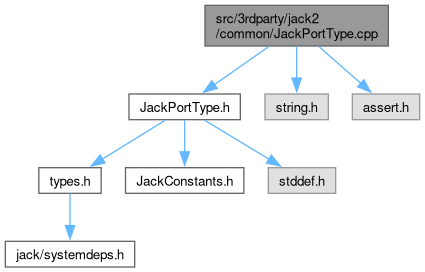 src/3rdparty/jack2
/common/JackPortType.cpp
JackPortType.h
string.h
assert.h
types.h
JackConstants.h
stddef.h
jack/systemdeps.h